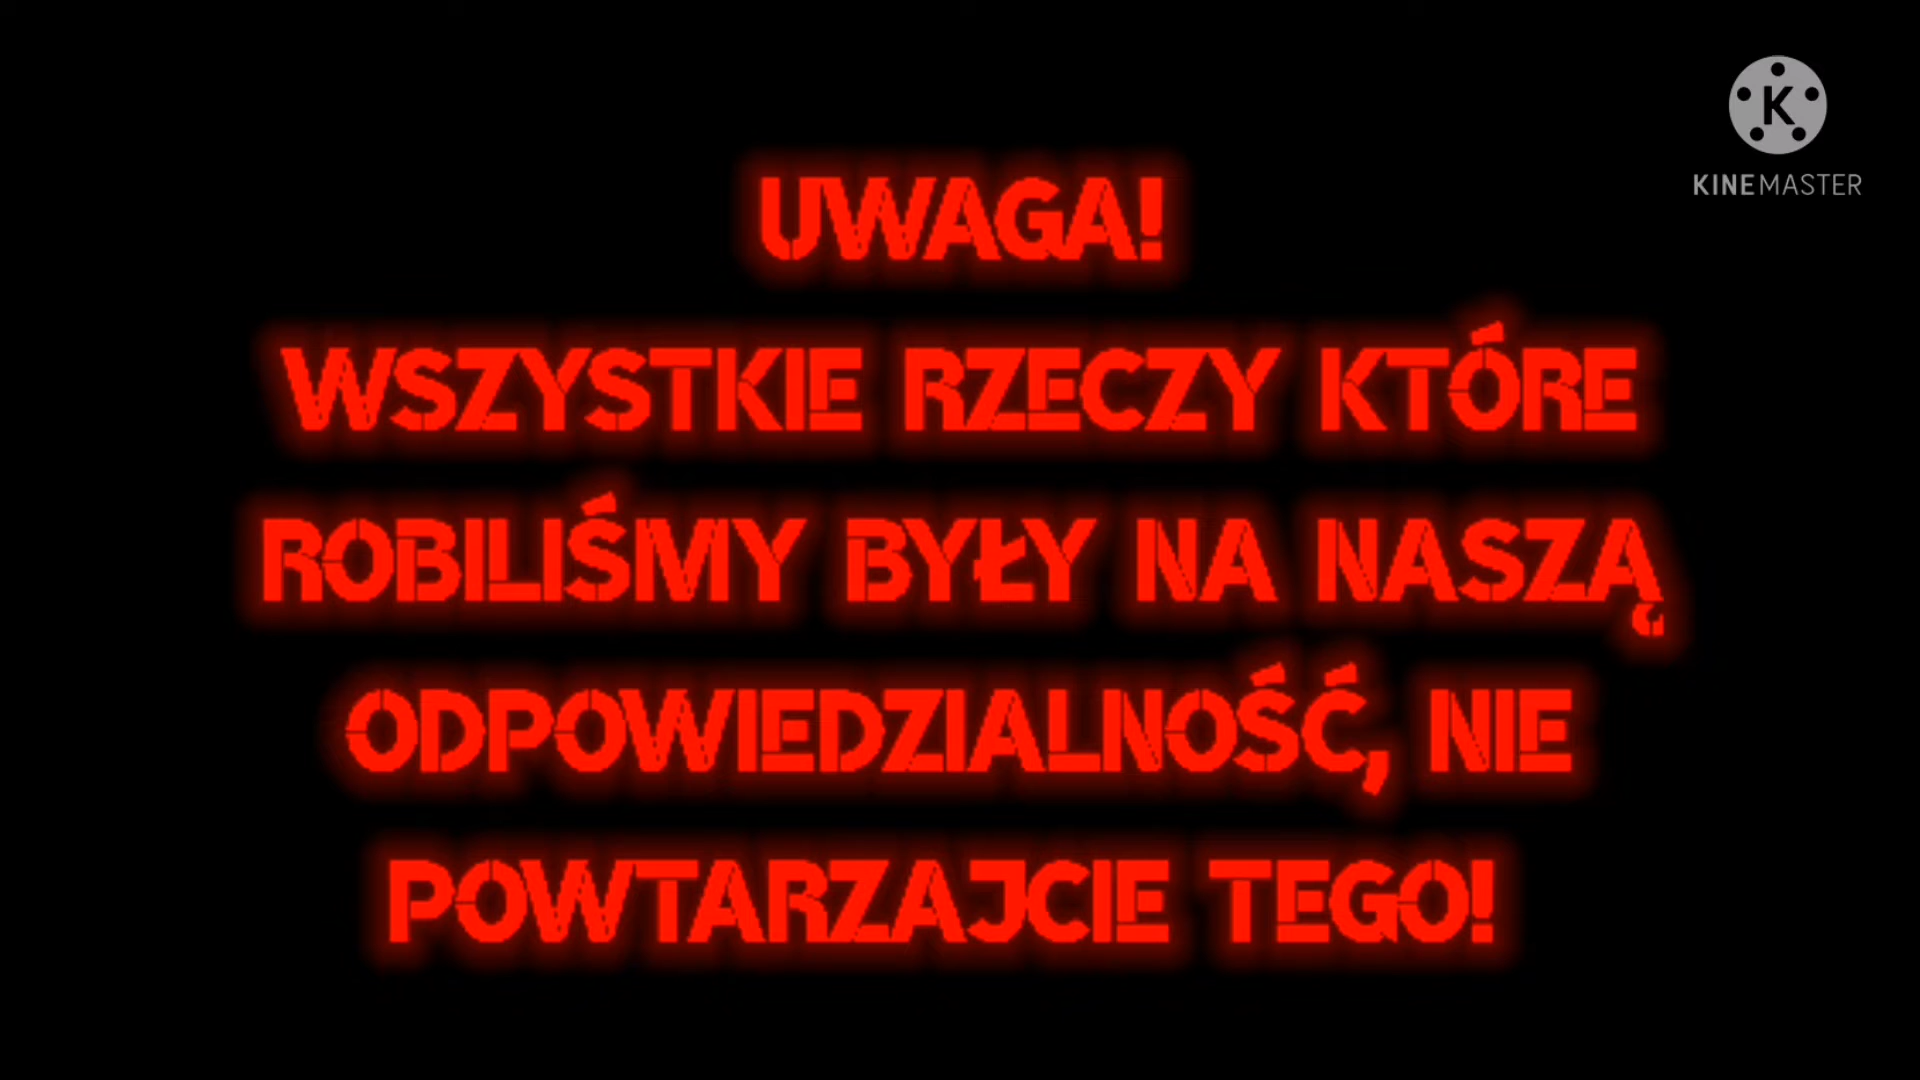 KINEMASTER
UWAGA!
WSZYSTKIE RZECZY KTÓRE
ROBILIŚMY BYŁY NA NASZĄ
ODPOWIEDZIALNOŚĆ, NIE
POWTARZAJCIE TEGO!